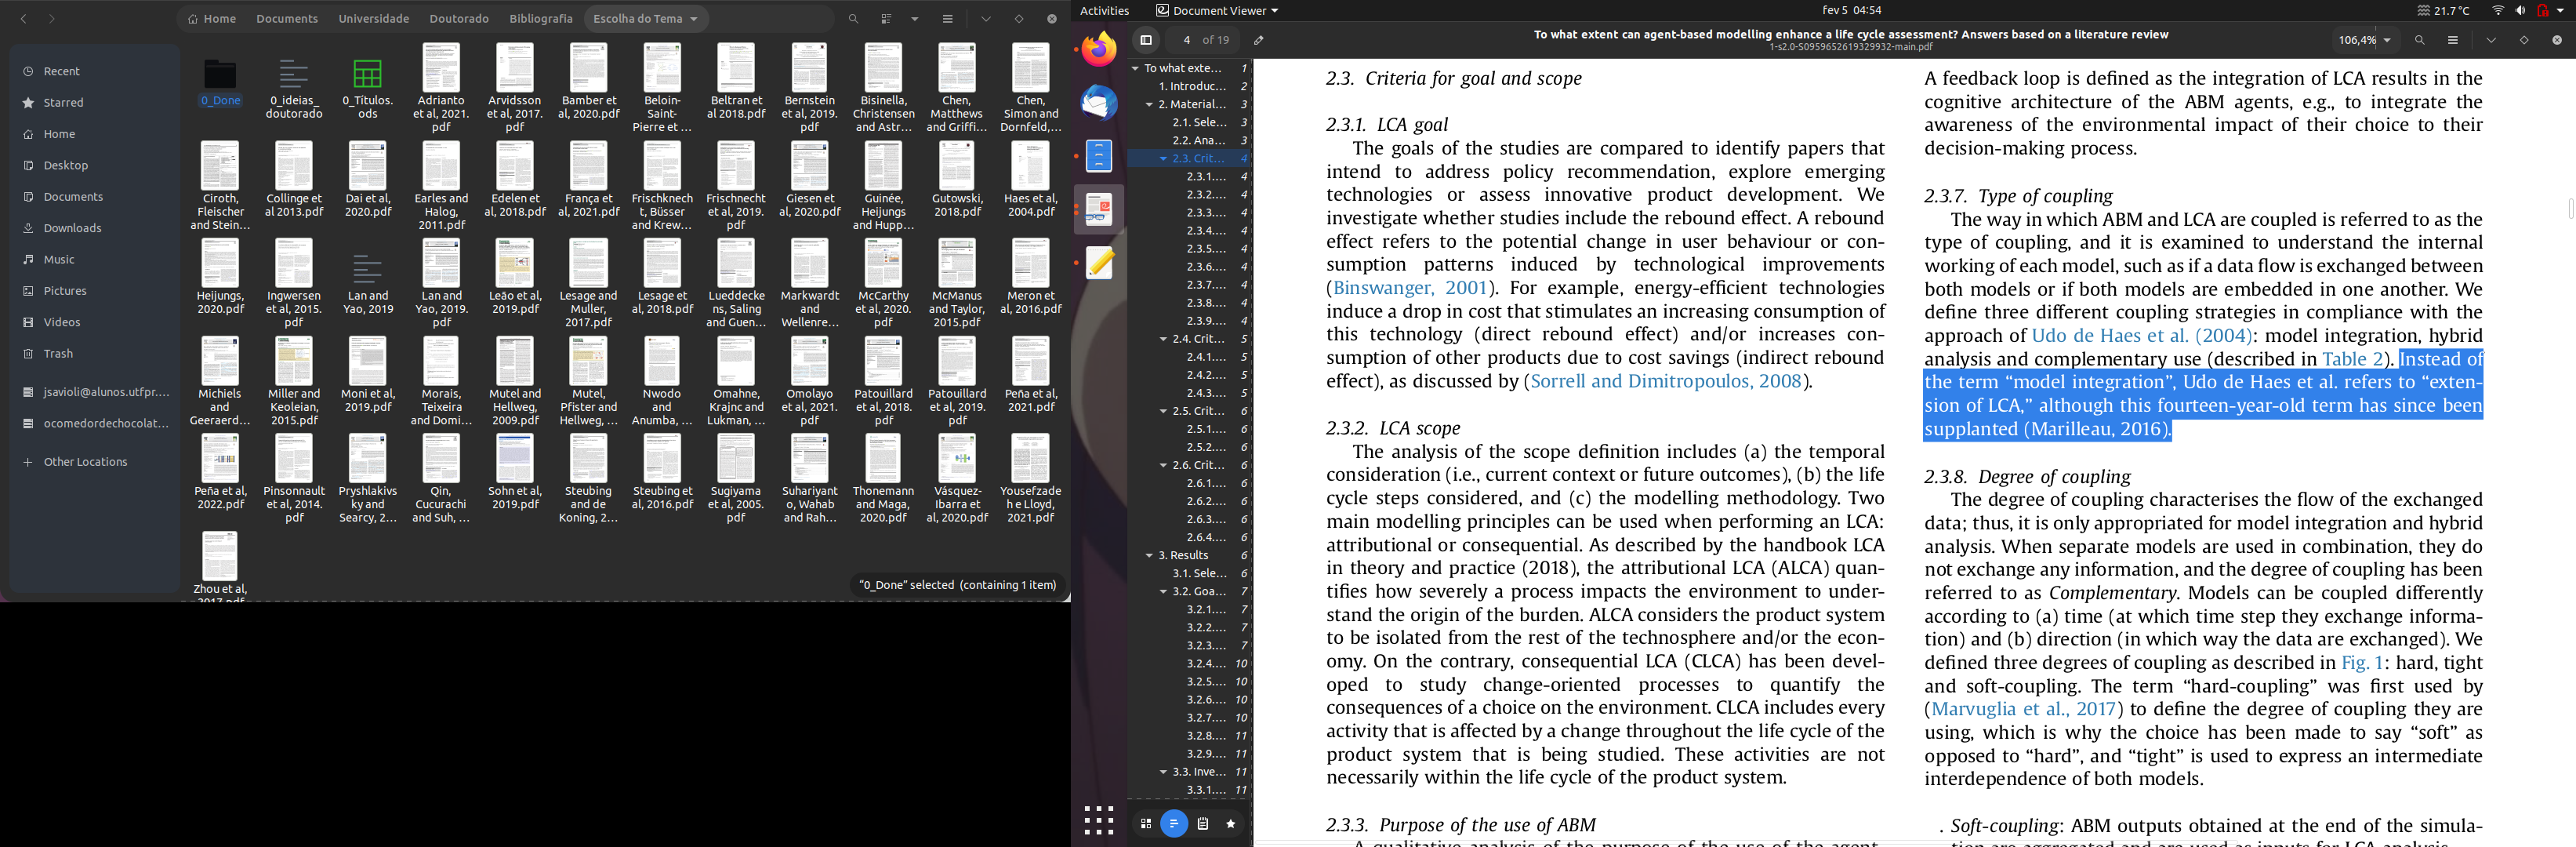 Home Documents Universidade Doutorado Bibliografia Escolha do Tema
Recent
Starred
Home
Desktop
Documents
Downloads
Music
Pictures
Videos
Trash
jsavioli@alunos.utfpr....
ocomedordechocolat...
Other Locations
0_Done
0_ideias_
doutorado
0_Titulos.
ods
Adrianto
et al, 2021.
pdf
Arvidsson
et al, 2017.
pdf
Bamber et
al, 2020.pdf
Beloin-
Saint-
Pierre et ...
Beltran et
al 2018.pdf
Bernstein
et al, 2019.
pdf
Bisinella,
Christensen
and Astr...
Chen,
Matthews
and Griffi...
Chen,
Simon and
Dornfeld,...
Ciroth,
Fleischer
and Stein...
Collinge et
al 2013.pdf
Dai et al,
2020.pdf
Earles and
Halog,
2011.pdf
Edelen et
al, 2018.pdf
França et
al, 2021.pdf
Frischknech
t, Büsser
and Krew...
Frischnecht
et al, 2019.
pdf
Giesen et
al, 2020.pdf
Guinée,
Heijungs
and Hupp...
Gutowski,
2018.pdf
Haes et al,
2004.pdf
Heijungs,
2020.pdf
Ingwersen
et al, 2015.
pdf
Lan and
Yao, 2019
Lan and
Yao, 2019.
pdf
Leão et al,
2019.pdf
Lesage and
Muller,
2017.pdf
Lesage et
al, 2018.pdf
Lueddecke
ns, Saling
and Guen...
Markwardt
and
Wellenre...
McCarthy
et al, 2020.
pdf
McManus
and Taylor,
2015.pdf
Meron et
al, 2016.pdf
Michiels
and
Geeraerd...
Miller and
Keoleian,
2015.pdf
Moni et al,
2019.pdf
Morais,
Teixeira
and Domi...
Mutel and
Hellweg,
2009.pdf
Mutel,
Pfister and
Hellweg, ...
Nwodo
and
Anumba, ...
Omahne,
Krajnc and
Lukman, ...
Omolayo
et al, 2021.
pdf
Patouillard
et al, 2018.
pdf
Patouillard
et al, 2019.
pdf
Peña et al,
2021.pdf
Peña et al,
2022.pdf
Pinsonnault
et al, 2014.
pdf
Pryshlakivs
ky and
Searcy, 2...
Qin,
Cucurachi
and Suh, ...
Sohn et al,
2019.pdf
Steubing
and de
Koning, 2...
Steubing et
al, 2016.pdf
Sugiyama
et al, 2005.
pdf
Suhariyant
o, Wahab
and Rah...
Thonemann
and Maga,
2020.pdf
Vásquez-
Ibarra et
al, 2020.pdf
Yousefzade
h e Lloyd,
2021.pdf
Zhou et al,
2017.pdf
"0_Done" selected (containing 1 item)
Activities Document Viewer fev 5 04:54 21.7 °C
4 of 19
To what extent can agent-based modelling enhance a life cycle assessment? Answers based on a literature review
1-s2.0-S0959652619329932-main.pdf
106,4%
To what exte... 1
1. Introduc... 2
2. Material... 3
2.1. Sele... 3
2.2. Ana... 3
2.3. Crit... 4
2.3.1.... 4
2.3.2.... 4
2.3.3.... 4
2.3.4.... 4
2.3.5.... 4
2.3.6.... 4
2.3.7.... 4
2.3.8.... 4
2.3.9.... 4
2.4. Crit... 5
2.4.1.... 5
2.4.2.... 5
2.4.3.... 5
2.5. Crit... 6
2.5.1.... 6
2.5.2.... 6
2.6. Crit... 6
2.6.1.... 6
2.6.2.... 6
2.6.3.... 6
2.6.4.... 6
3. Results 6
3.1. Sele... 6
3.2. Goa... 7
3.2.1.... 7
3.2.2.... 7
3.2.3.... 7
3.2.4.... 10
3.2.5.... 10
3.2.6.... 10
3.2.7.... 10
3.2.8.... 11
3.2.9.... 11
3.3. Inve... 11
3.3.1.... 11
2.3. Criteria for goal and scope
2.3.1. LCA goal
The goals of the studies are compared to identify papers that
intend to address policy recommendation, explore emerging
technologies or assess innovative product development. We
investigate whether studies include the rebound effect. A rebound
effect refers to the potential change in user behaviour or con-
sumption patterns induced by technological improvements
(Binswanger, 2001). For example, energy-efficient technologies
induce a drop in cost that stimulates an increasing consumption of
this technology (direct rebound effect) and/or increases con-
sumption of other products due to cost savings (indirect rebound
effect), as discussed by (Sorrell and Dimitropoulos, 2008).
2.3.2. LCA scope
The analysis of the scope definition includes (a) the temporal
consideration (i.e., current context or future outcomes), (b) the life
cycle steps considered, and (c) the modelling methodology. Two
main modelling principles can be used when performing an LCA:
attributional or consequential. As described by the handbook LCA
in theory and practice (2018), the attributional LCA (ALCA) quan-
tifies how severely a process impacts the environment to under-
stand the origin of the burden. ALCA considers the product system
to be isolated from the rest of the technosphere and/or the econ-
omy. On the contrary, consequential LCA (CLCA) has been devel-
oped to study change-oriented processes to quantify the
consequences of a choice on the environment. CLCA includes every
activity that is affected by a change throughout the life cycle of the
product system that is being studied. These activities are not
necessarily within the life cycle of the product system.
2.3.3. Purpose of the use of ABM
A qualitative analysis of the purpose of the use of the agent-
A feedback loop is defined as the integration of LCA results in the
cognitive architecture of the ABM agents, e.g., to integrate the
awareness of the environmental impact of their choice to their
decision-making process.
2.3.7. Type of coupling
The way in which ABM and LCA are coupled is referred to as the
type of coupling, and it is examined to understand the internal
working of each model, such as if a data flow is exchanged between
both models or if both models are embedded in one another. We
define three different coupling strategies in compliance with the
approach of Udo de Haes et al. (2004): model integration, hybrid
analysis and complementary use (described in Table 2). Instead of
the term “model integration”, Udo de Haes et al. refers to “exten-
sion of LCA,” although this fourteen-year-old term has since been
supplanted (Marilleau, 2016).
2.3.8. Degree of coupling
The degree of coupling characterises the flow of the exchanged
data; thus, it is only appropriated for model integration and hybrid
analysis. When separate models are used in combination, they do
not exchange any information, and the degree of coupling has been
referred to as Complementary. Models can be coupled differently
according to (a) time (at which time step they exchange informa-
tion) and (b) direction (in which way the data are exchanged). We
defined three degrees of coupling as described in Fig. 1: hard, tight
and soft-coupling. The term “hard-coupling” was first used by
(Marvuglia et al., 2017) to define the degree of coupling they are
using, which is why the choice has been made to say “soft” as
opposed to “hard”, and “tight” is used to express an intermediate
interdependence of both models.
. Soft-coupling: ABM outputs obtained at the end of the simula-
tion are aggregated and are used as inputs for LCA analysis